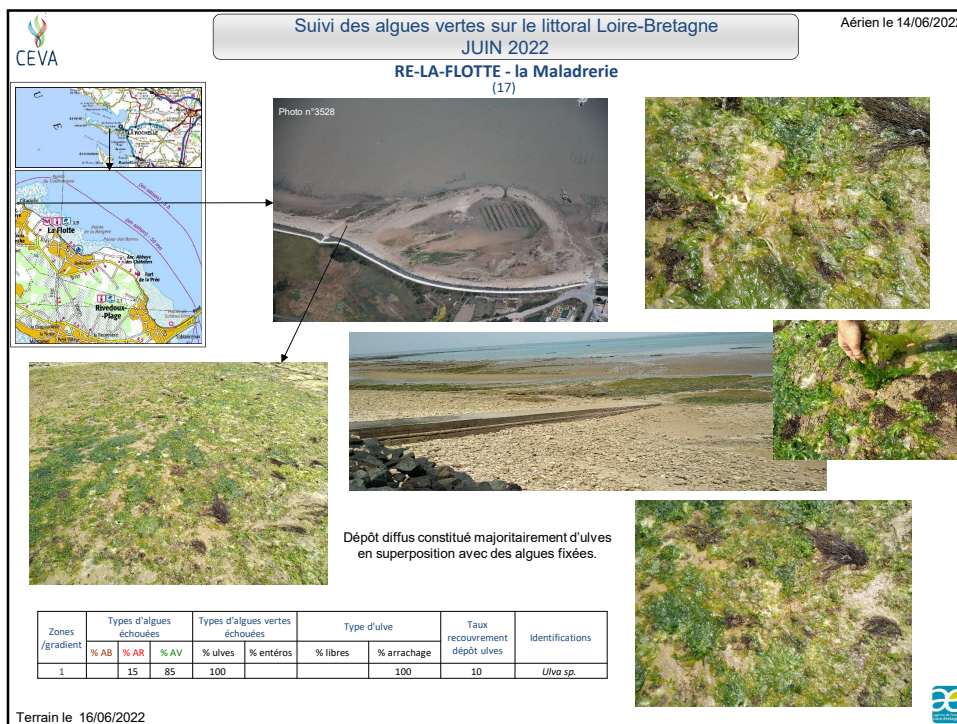 CEVA
Suivi des algues vertes sur le littoral Loire-Bretagne
JUIN 2022
Aérien le 14/06/2022
RE-LA-FLOTTE - la Maladrerie
(17)
Photo n°3528
LA ROCHELLE
La Flotte
Fort
de la Prée
Rivedoux-
Plage
Dépôt diffus constitué majoritairement d'ulves
en superposition avec des algues fixées.
Zones /gradient Types d'algues échouées Types d'algues vertes échouées Type d'ulve Taux recouvrement dépôt ulves Identifications
% AB % AR % AV % ulves % entéros % libres % arrachage
1 15 85 100 100 10 Ulva sp.
Terrain le 16/06/2022